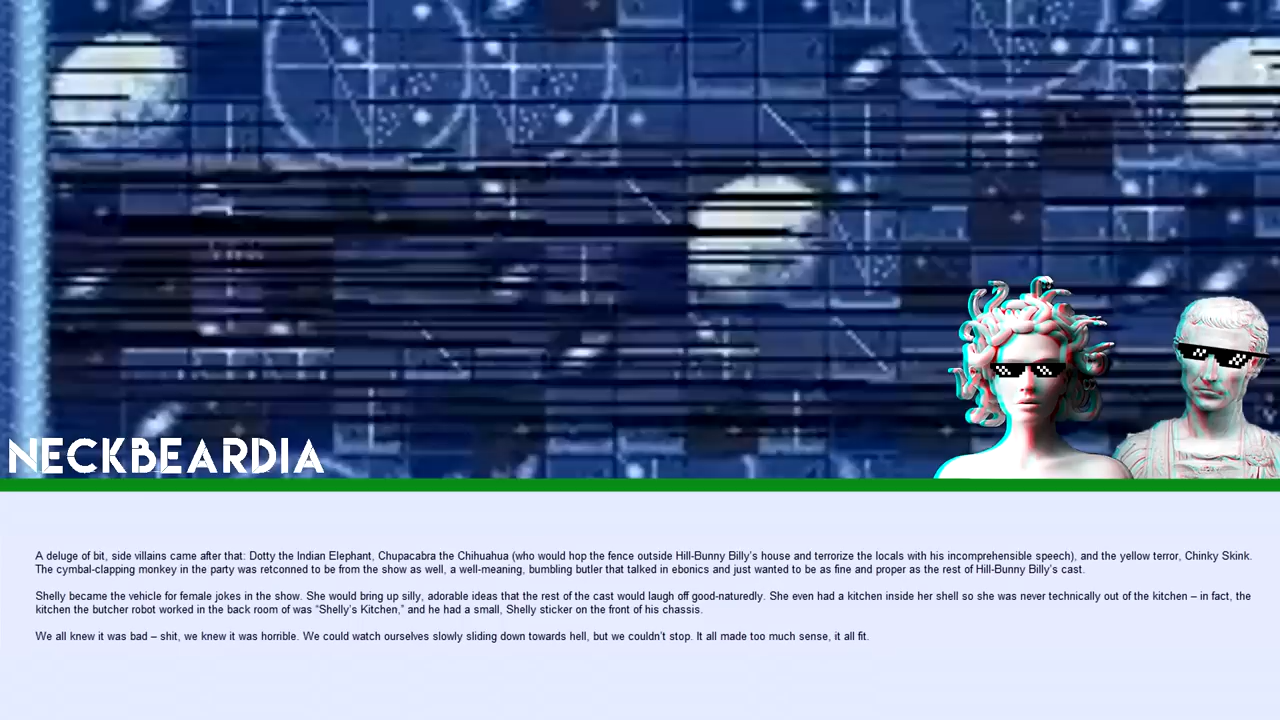 NECKBEARDIA
A deluge of bit, side villains came after that: Dotty the Indian Elephant, Chupacabra the Chihuahua (who would hop the fence outside Hill-Bunny Billy's house and terrorize the locals with his incomprehensible speech), and the yellow terror, Chinky Skink.
The cymbal-clapping monkey in the party was retconned to be from the show as well, a well-meaning, bumbling butler that talked in ebonics and just wanted to be as fine and proper as the rest of Hill-Bunny Billy's cast.
Shelly became the vehicle for female jokes in the show. She would bring up silly, adorable ideas that the rest of the cast would laugh off good-naturedly. She even had a kitchen inside her shell so she was never technically out of the kitchen – in fact, the
kitchen the butcher robot worked in the back room of was “Shelly's Kitchen,” and he had a small, Shelly sticker on the front of his chassis.
We all knew it was bad – shit, we knew it was horrible. We could watch ourselves slowly sliding down towards hell, but we couldn't stop. It all made too much sense, it all fit.